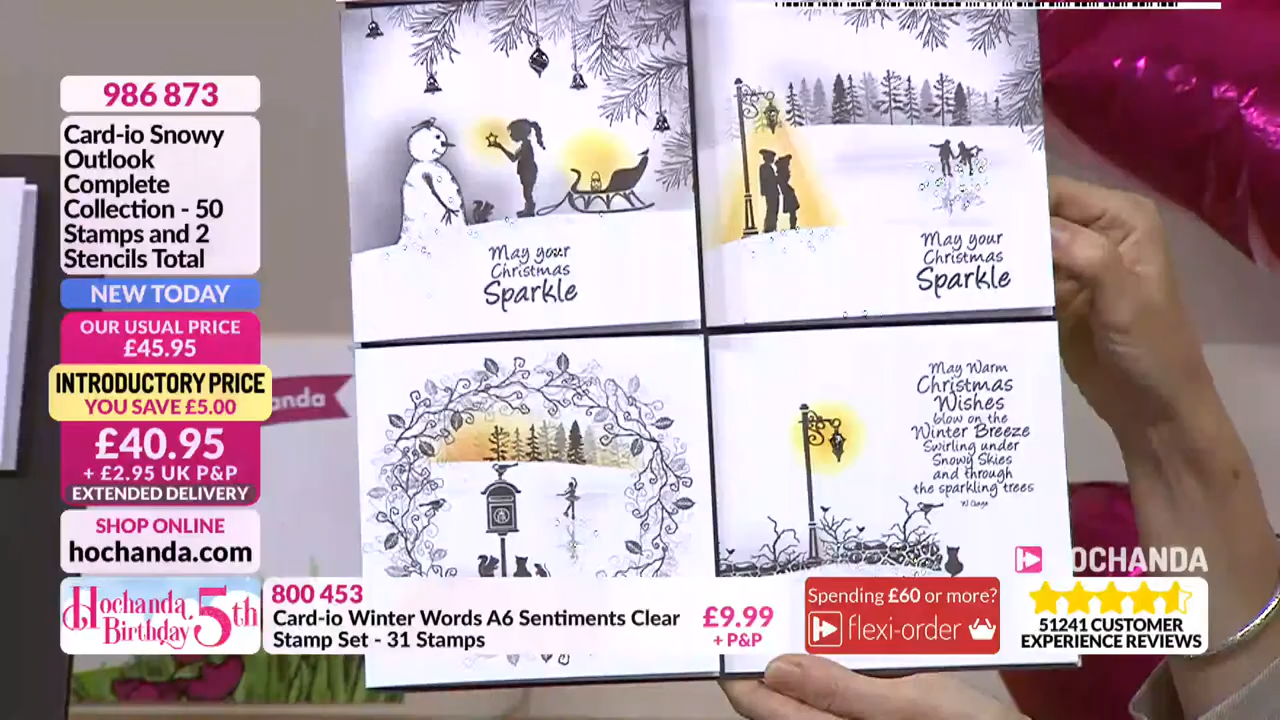 986 873
Card-io Snowy
Outlook
Complete
Collection - 50
Stamps and 2
Stencils Total
NEW TODAY
OUR USUAL PRICE
£45.95
INTRODUCTORY PRICE
YOU SAVE £5.00
£40.95
+ £2.95 UK P&P
EXTENDED DELIVERY
SHOP ONLINE
hochanda.com
Hochanda
Birthday
5th
800 453
Card-io Winter Words A6 Sentiments Clear
Stamp Set - 31 Stamps
£9.99
+ P&P
Spending £60 or more?
flexi-order
HOCHANDA
51241 CUSTOMER
EXPERIENCE REVIEWS
anda
May your
Christmas
Sparkle
May your
Christmas
Sparkle
May Warm
Christmas
Wishes
blow on the
Winter Breeze
Swirling under
Snowy Skies
and through
the sparkling trees